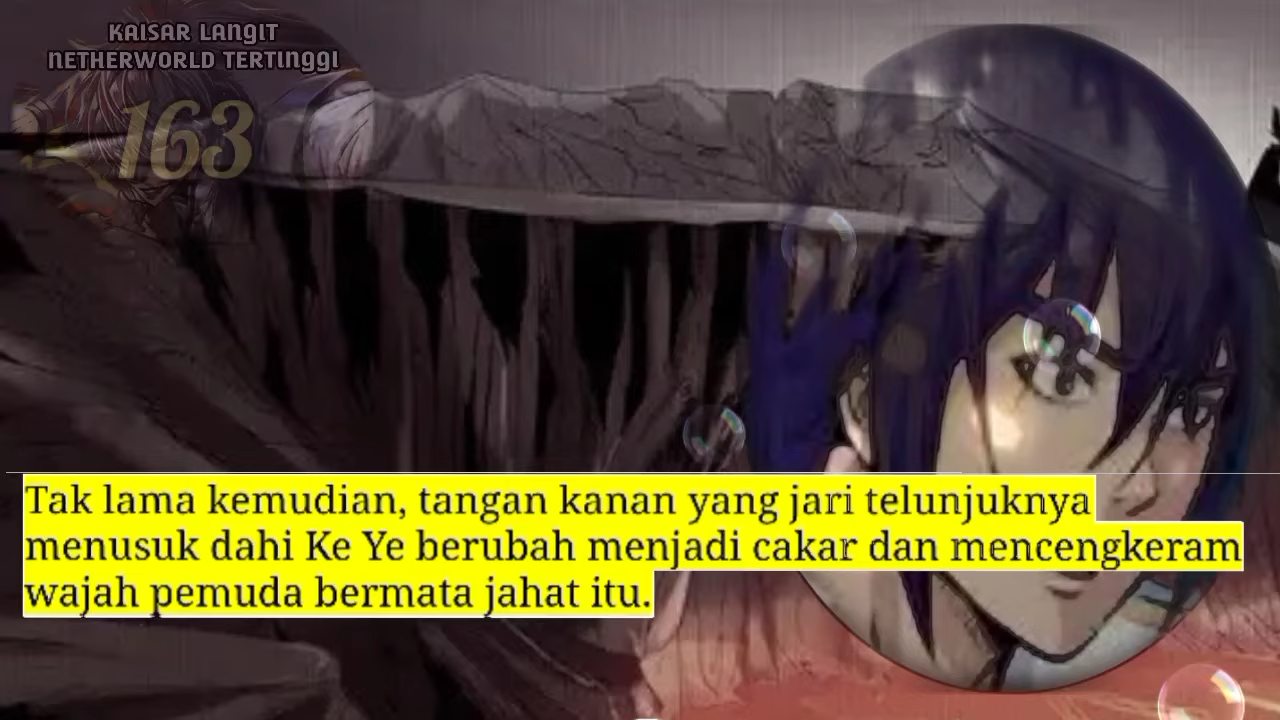 KAISAR LANGIT
NETHERWORLD TERTINGGI
163
Tak lama kemudian, tangan kanan yang jari telunjuknya
menusuk dahi Ke Ye berubah menjadi cakar dan mencengkeram
wajah pemuda bermata jahat itu.